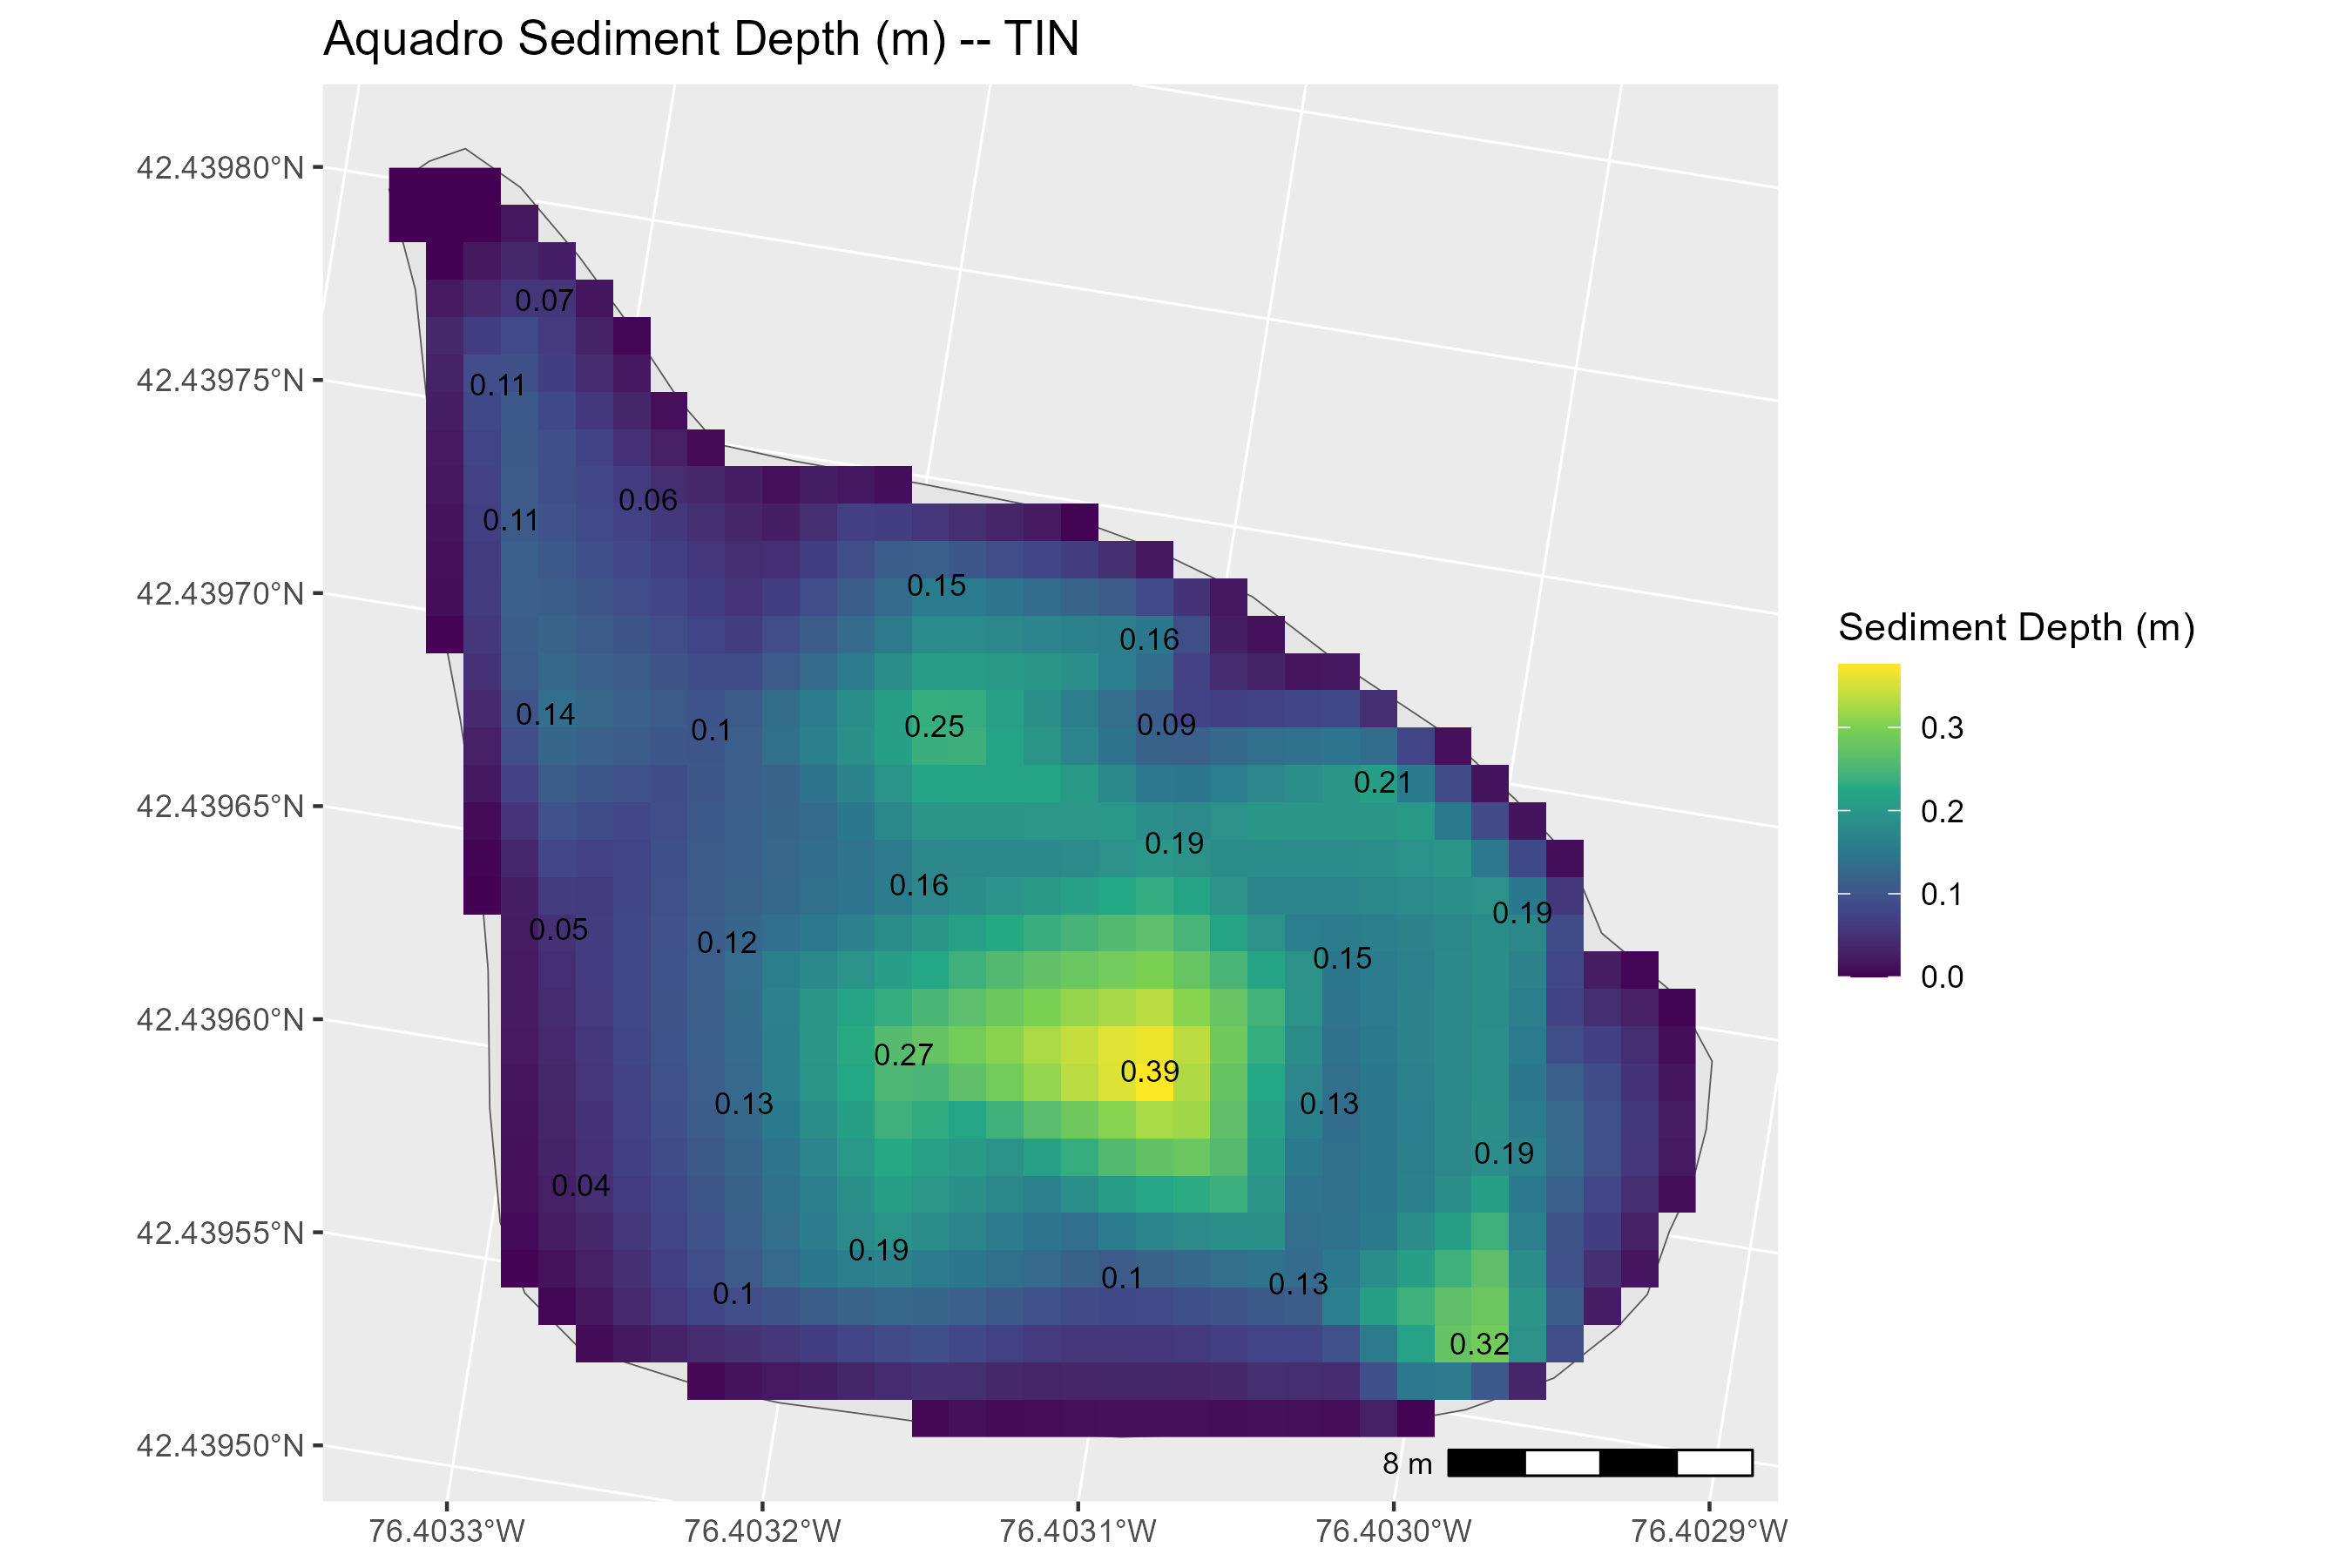 Aquadro Sediment Depth (m) -- TIN
42.43980°N
42.43975°N
42.43970°N
42.43965°N
42.43960°N
42.43955°N
42.43950°N
0.07
0.11
0.06
0.11
0.15
0.16
0.14
0.1
0.25
0.09
0.21
0.19
0.16
0.19
0.05
0.12
0.15
0.27
0.39
0.13
0.13
0.19
0.04
0.19
0.1
0.13
0.1
0.32
8 m
76.4033°W
76.4032°W
76.4031°W
76.4030°W
76.4029°W
Sediment Depth (m)
0.3
0.2
0.1
0.0